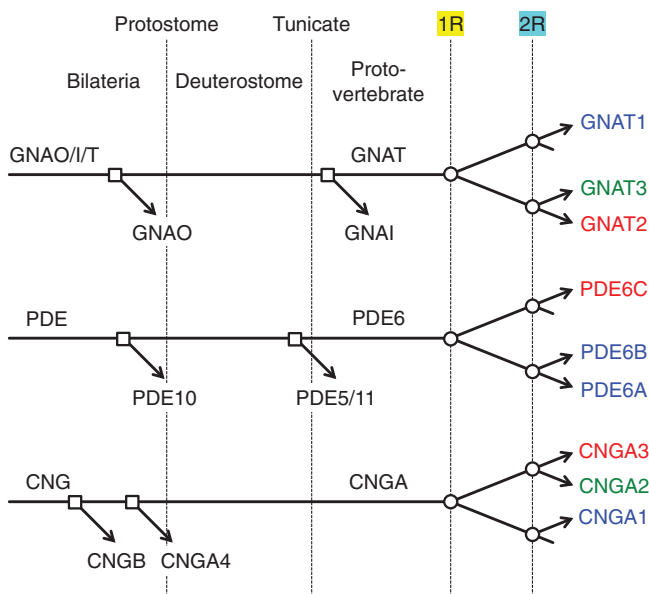 Protostome Tunicate 1R 2R
Bilateria Deuterostome Proto-
vertebrate
GNAT1
GNAO/I/T GNAT
GNAT3
GNAO GNAI GNAT2
PDE6C
PDE PDE6
PDE6B
PDE10 PDE5/11 PDE6A
CNGA3
CNG CNGA CNGA2
CNGA1
CNGB CNGA4